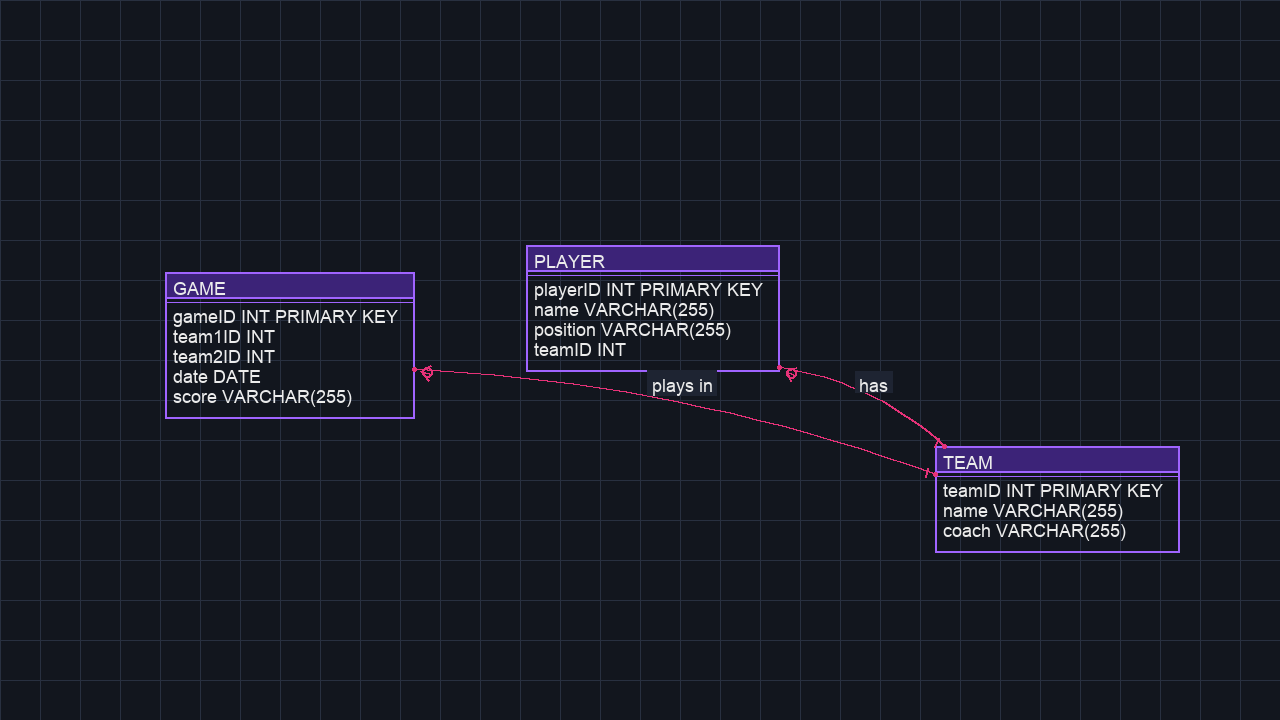 GAME
gameID INT PRIMARY KEY
team1ID INT
team2ID INT
date DATE
score VARCHAR(255)
PLAYER
playerID INT PRIMARY KEY
name VARCHAR(255)
position VARCHAR(255)
teamID INT
plays in
has
TEAM
teamID INT PRIMARY KEY
name VARCHAR(255)
coach VARCHAR(255)